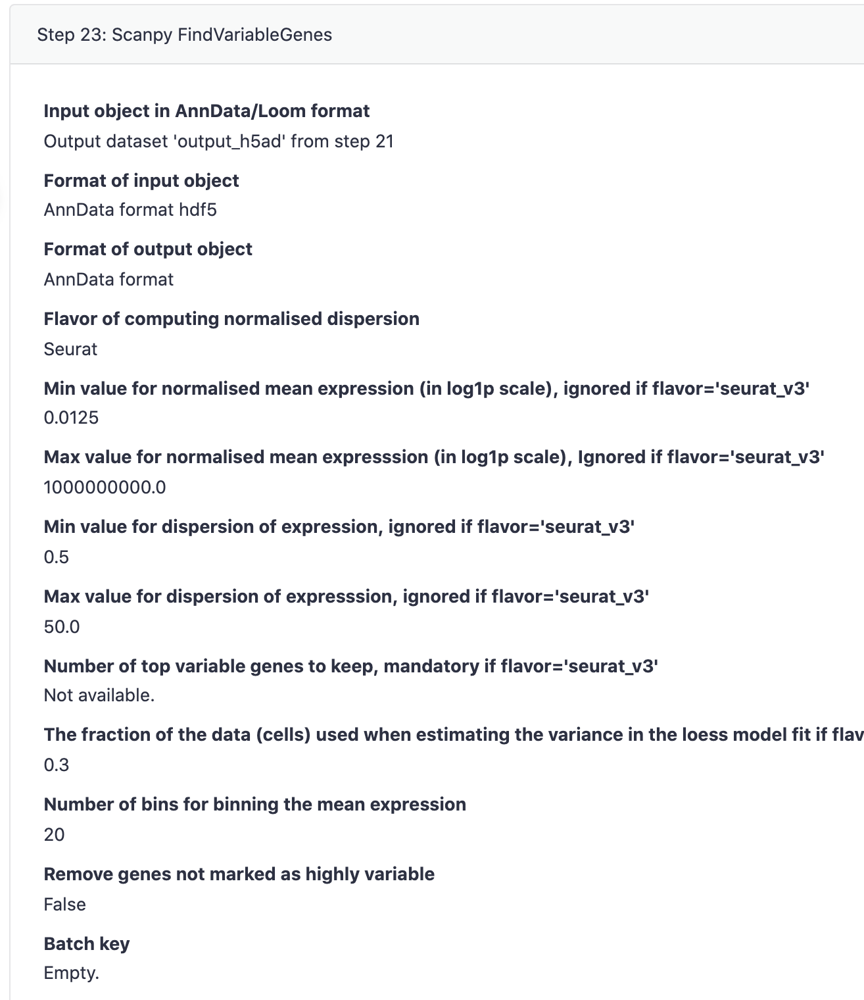 Step 23: Scanpy FindVariableGenes
Input object in AnnData/Loom format
Output dataset 'output_h5ad' from step 21
Format of input object
AnnData format hdf5
Format of output object
AnnData format
Flavor of computing normalised dispersion
Seurat
Min value for normalised mean expression (in log1p scale), ignored if flavor='seurat_v3'
0.0125
Max value for normalised mean expresssion (in log1p scale), Ignored if flavor='seurat_v3'
1000000000.0
Min value for dispersion of expression, ignored if flavor='seurat_v3'
0.5
Max value for dispersion of expresssion, ignored if flavor='seurat_v3'
50.0
Number of top variable genes to keep, mandatory if flavor='seurat_v3'
Not available.
The fraction of the data (cells) used when estimating the variance in the loess model fit if flav
0.3
Number of bins for binning the mean expression
20
Remove genes not marked as highly variable
False
Batch key
Empty.